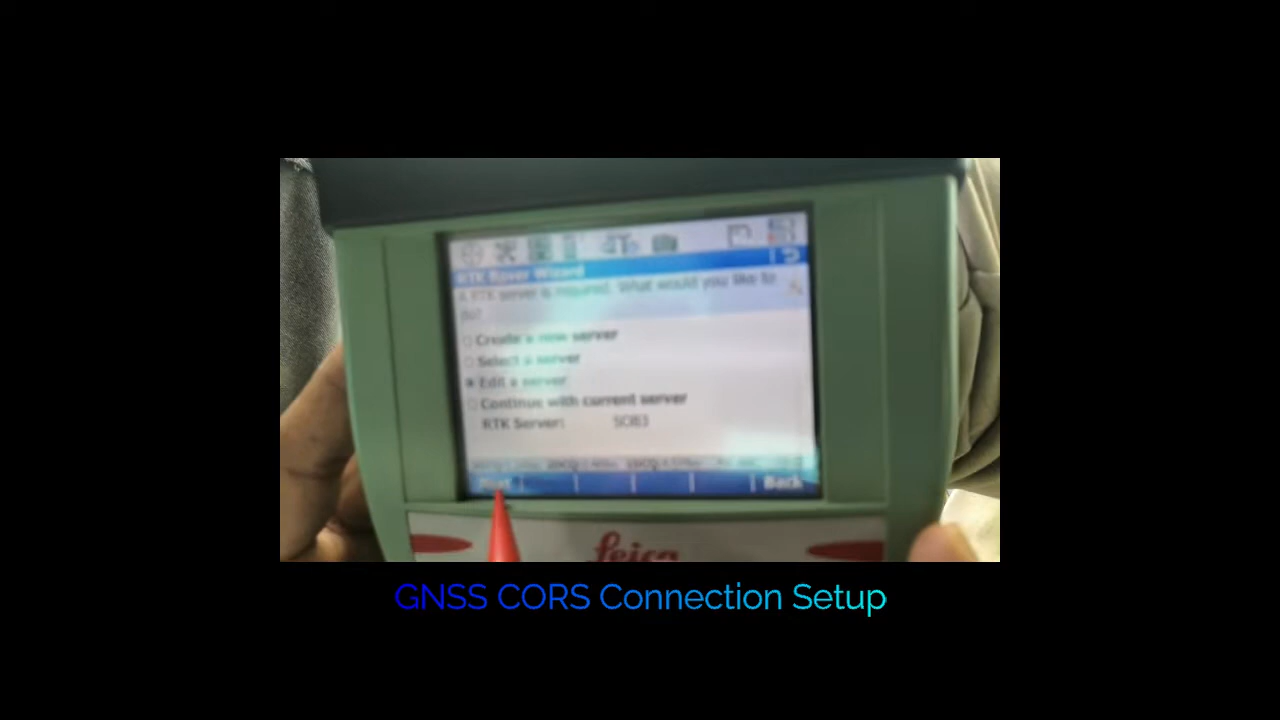 RTK Rover Wizard
A RTK server is required. What would you like to
do?
Create a new server
Select a server
Edit a server
Continue with current server
RTK Server:
Next Back
Leica
GNSS CORS Connection Setup